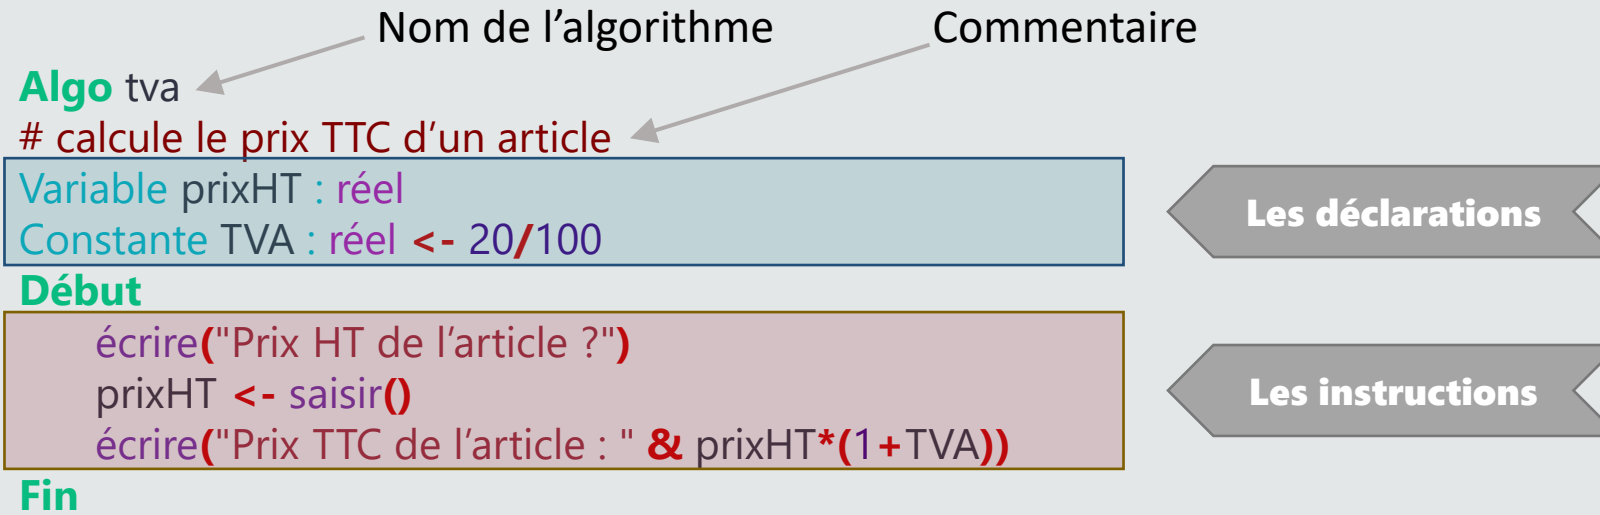 Nom de l’algorithme
Commentaire
Algo tva
# calcule le prix TTC d’un article
Variable prixHT : réel
Constante TVA : réel <- 20/100
Les déclarations
Début
écrire("Prix HT de l’article ?")
prixHT <- saisir()
écrire("Prix TTC de l’article : " & prixHT*(1+TVA))
Les instructions
Fin